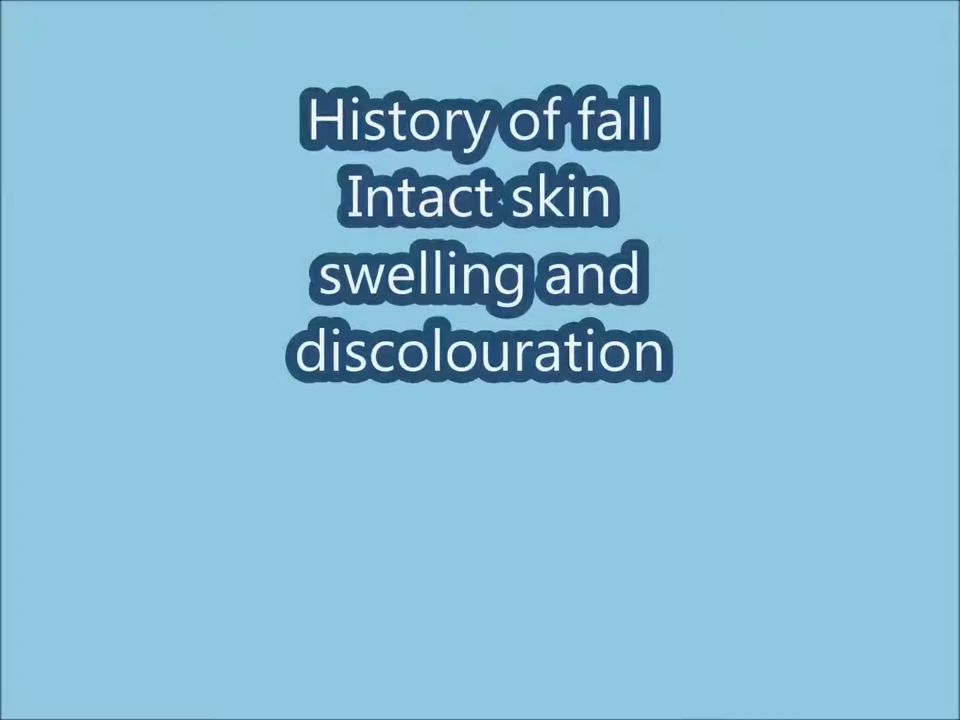 History of fall
Intact skin
swelling and
discolouration